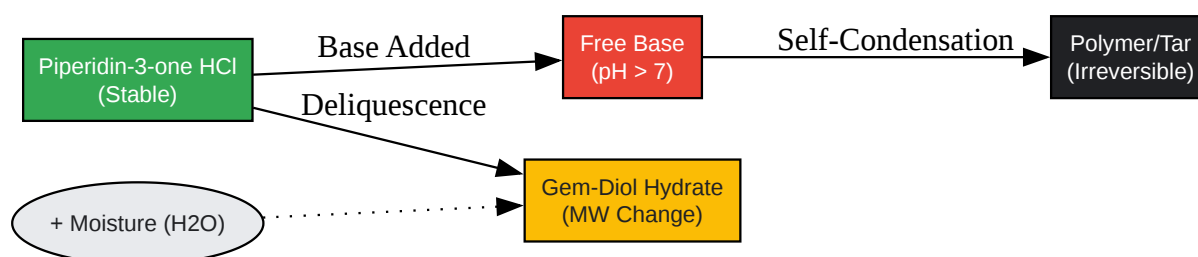 Piperidin-3-one HCl
(Stable)
Base Added
Free Base
(pH > 7)
Self-Condensation
Polymer/Tar
(Irreversible)
Deliquescence
Gem-Diol Hydrate
(MW Change)
+ Moisture (H2O)